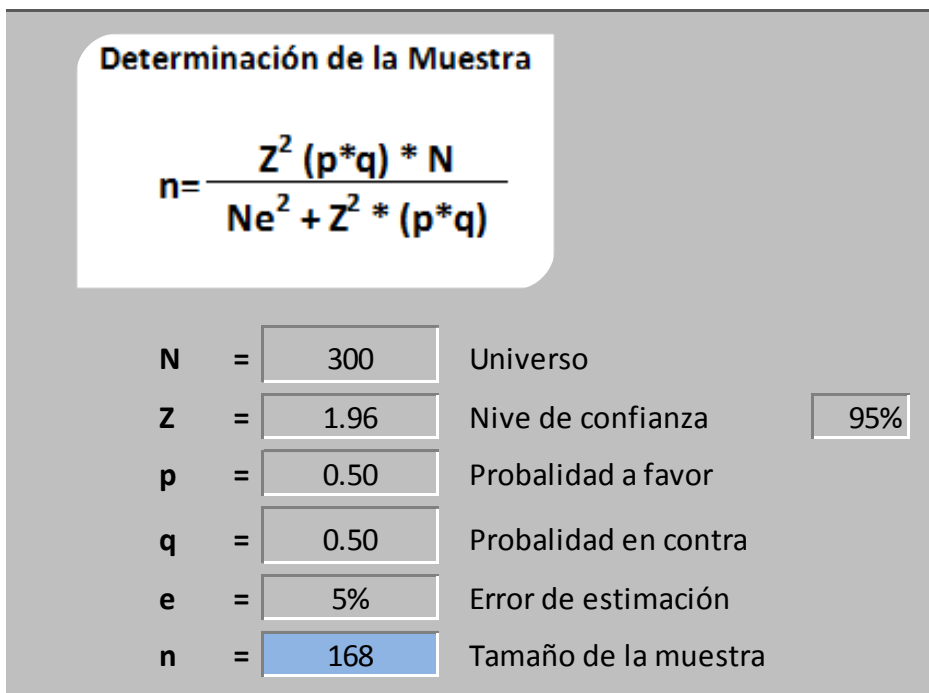 Determinación de la Muestra
n= Z² (p*q) * N
Ne² + Z² * (p*q)
N = 300 Universo
Z = 1.96 Nive de confianza 95%
p = 0.50 Probalidad a favor
q = 0.50 Probalidad en contra
e = 5% Error de estimación
n = 168 Tamaño de la muestra